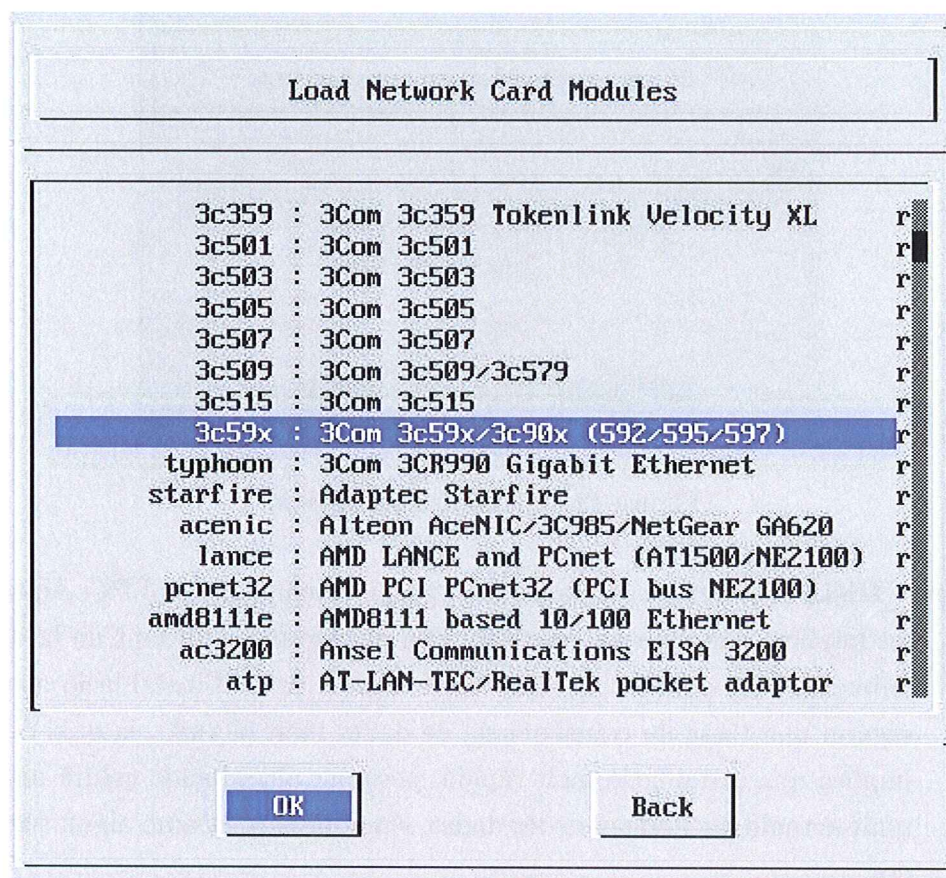 Load Network Card Modules
3c359 : 3Com 3c359 Tokenlink Velocity XL r
3c501 : 3Com 3c501 r
3c503 : 3Com 3c503 r
3c505 : 3Com 3c505 r
3c507 : 3Com 3c507 r
3c509 : 3Com 3c509/3c579 r
3c515 : 3Com 3c515 r
3c59x : 3Com 3c59x/3c90x (592/595/597) r
typhoon : 3Com 3CR990 Gigabit Ethernet r
starfire : Adaptec Starfire r
acenic : Alteon AceNIC/3C985/NetGear GA620 r
lance : AMD LANCE and PCnet (AT1500/NE2100) r
pcnet32 : AMD PCI PCnet32 (PCI bus NE2100) r
amd8111e : AMD8111 based 10/100 Ethernet r
ac3200 : Ansel Communications EISA 3200 r
atp : AT-LAN-TEC/RealTek pocket adaptor r
OK Back